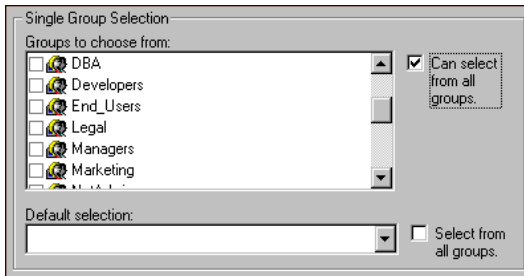 Single Group Selection
Groups to choose from:
DBA
Developers
End_Users
Legal
Managers
Marketing
Can select
from all
groups.
Default selection:
Select from
all groups.